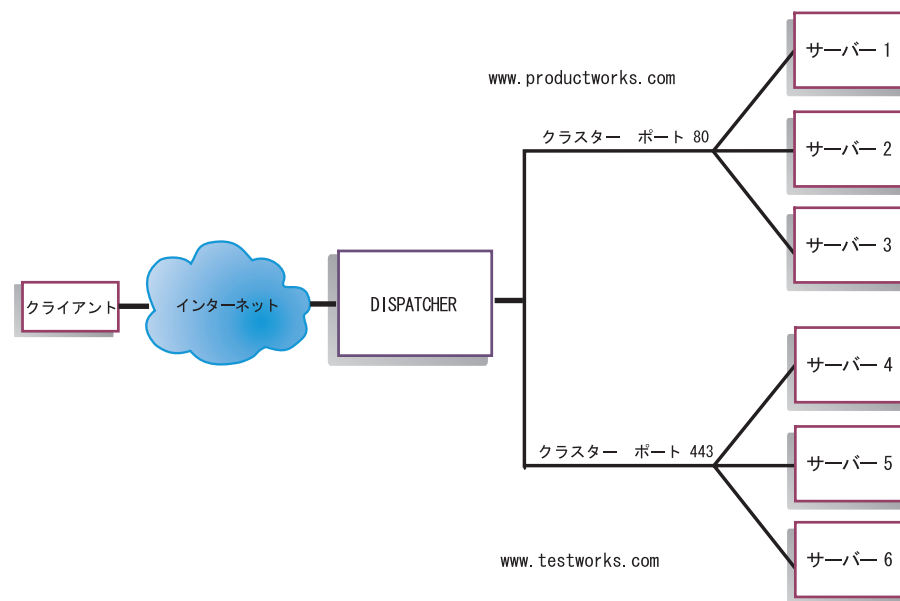 www.productworks.com
クラスター　ポート 80
サーバー 1
サーバー 2
サーバー 3
クライアント
インターネット
DISPATCHER
クラスター　ポート 443
サーバー 4
サーバー 5
サーバー 6
www.testworks.com